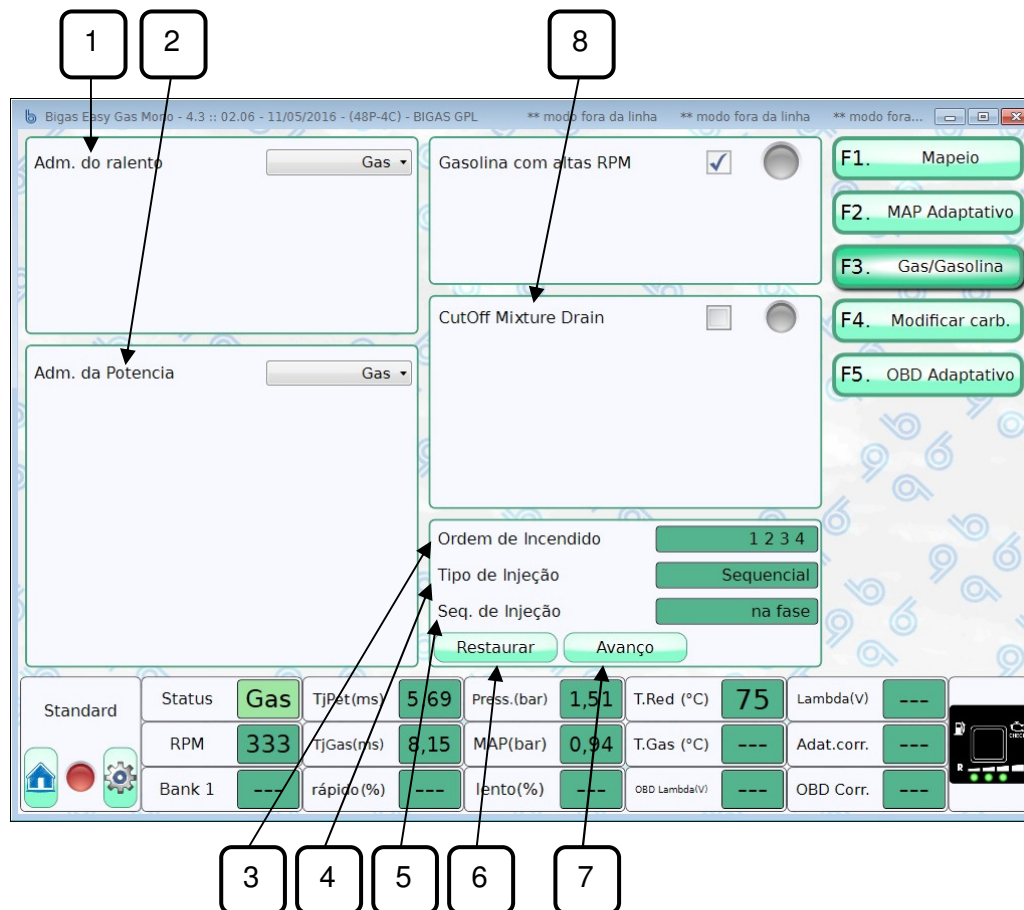 1 2 8
Bigas Easy Gas Mono - 4.3 :: 02.06 - 11/05/2016 - (48P-4C) - BIGAS GPL ** modo fora da linha ** modo fora da linha ** modo fora...
Adm. do ralento Gas
Adm. da Potencia Gas
Gasolina com altas RPM
CutOff Mixture Drain
Ordem de Incendido 1 2 3 4
Tipo de Injeção Sequencial
Seq. de Injeção na fase
Restaurar Avanço
F1. Mapeio
F2. MAP Adaptativo
F3. Gas/Gasolina
F4. Modificar carb.
F5. OBD Adaptativo
Standard
Status Gas TjPet(ms) 5,69 Press.(bar) 1,51 T.Red (°C) 75 Lambda(V) ---
RPM 333 TjGas(ms) 8,15 MAP(bar) 0,94 T.Gas (°C) --- Adat.corr. ---
Bank 1 --- rápido(%) --- lento(%) --- OBD Lambda(V) --- OBD Corr. ---
CHECK
R
3 4 5 6 7